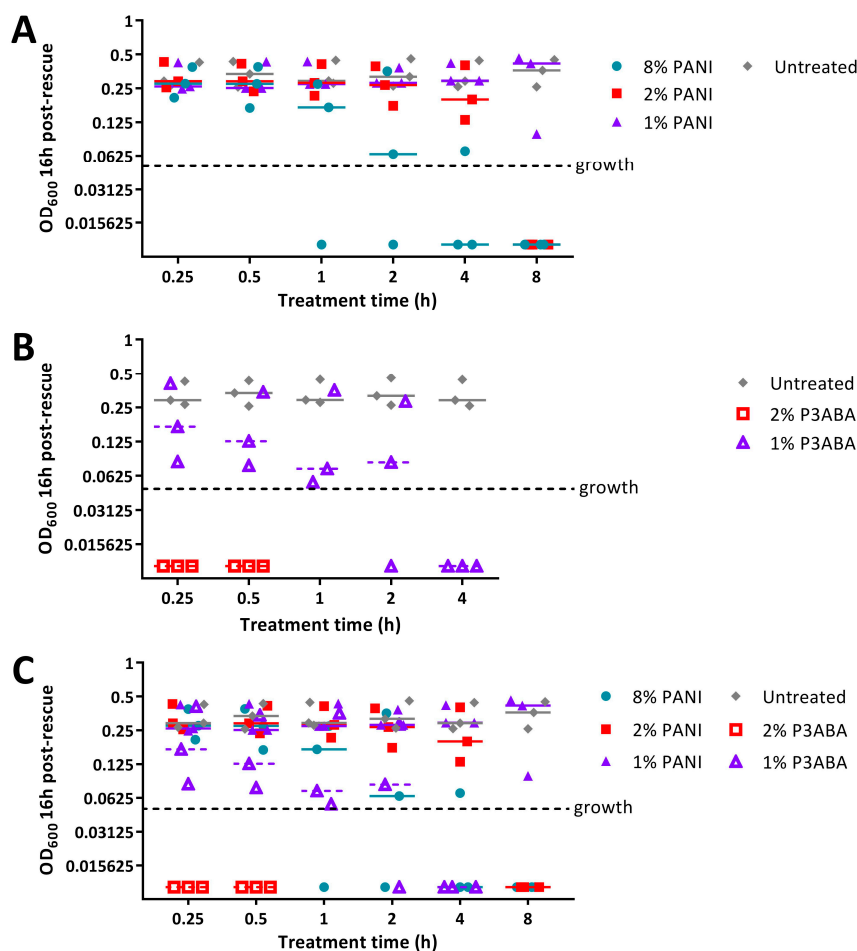 A
1
0.5
0.25
0.125
0.0625
0.03125
0.015625
OD600 16h post-rescue
growth
0.25 0.5 1 2 4 8
Treatment time (h)
8% PANI
Untreated
2% PANI
1% PANI
B
1
0.5
0.25
0.125
0.0625
0.03125
0.015625
OD600 16h post-rescue
growth
0.25 0.5 1 2 4
Treatment time (h)
Untreated
2% P3ABA
1% P3ABA
C
1
0.5
0.25
0.125
0.0625
0.03125
0.015625
OD600 16h post-rescue
growth
0.25 0.5 1 2 4 8
Treatment time (h)
8% PANI
Untreated
2% PANI
2% P3ABA
1% PANI
1% P3ABA